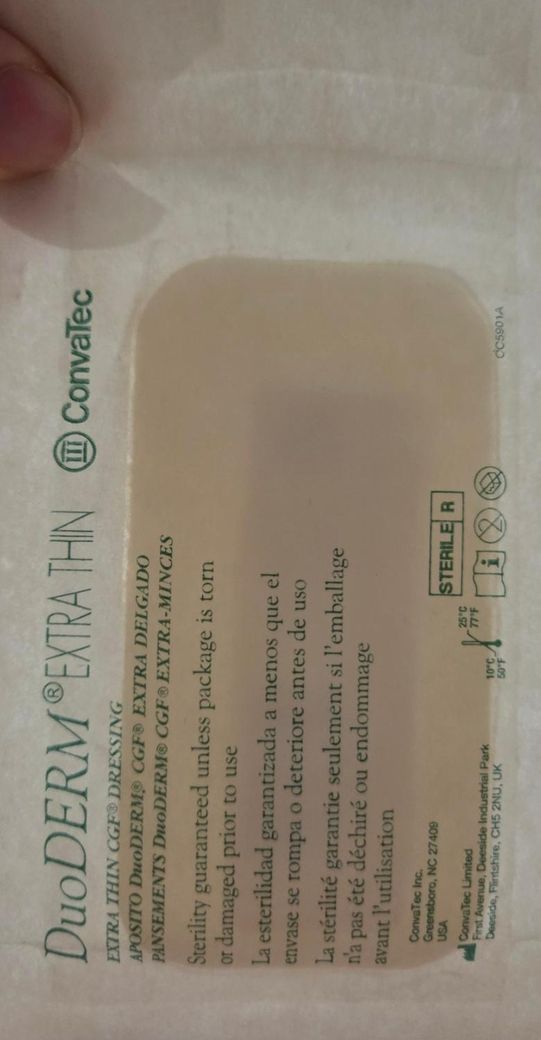 DuoDERM® EXTRA THIN ConvaTec
EXTRA THIN CGF® DRESSING
APOSITO DuoDERM® CGF® EXTRA DELGADO
PANSEMENTS DuoDERM® CGF® EXTRA-MINCES
Sterility guaranteed unless package is torn
or damaged prior to use
La esterilidad garantizada a menos que el
envase se rompa o deteriore antes de uso
La stérilité garantie seulement si l'emballage
n'a pas été déchiré ou endommage
avant l'utilisation
ConvaTec Inc.
Greensboro, NC 27409
USA
ConvaTec Limited
First Avenue, Deeside Industrial Park
Deeside, Flintshire, CH5 2NU, UK
10°C
50°F
25°C
77°F
STERILE R
i
2
CC5901A